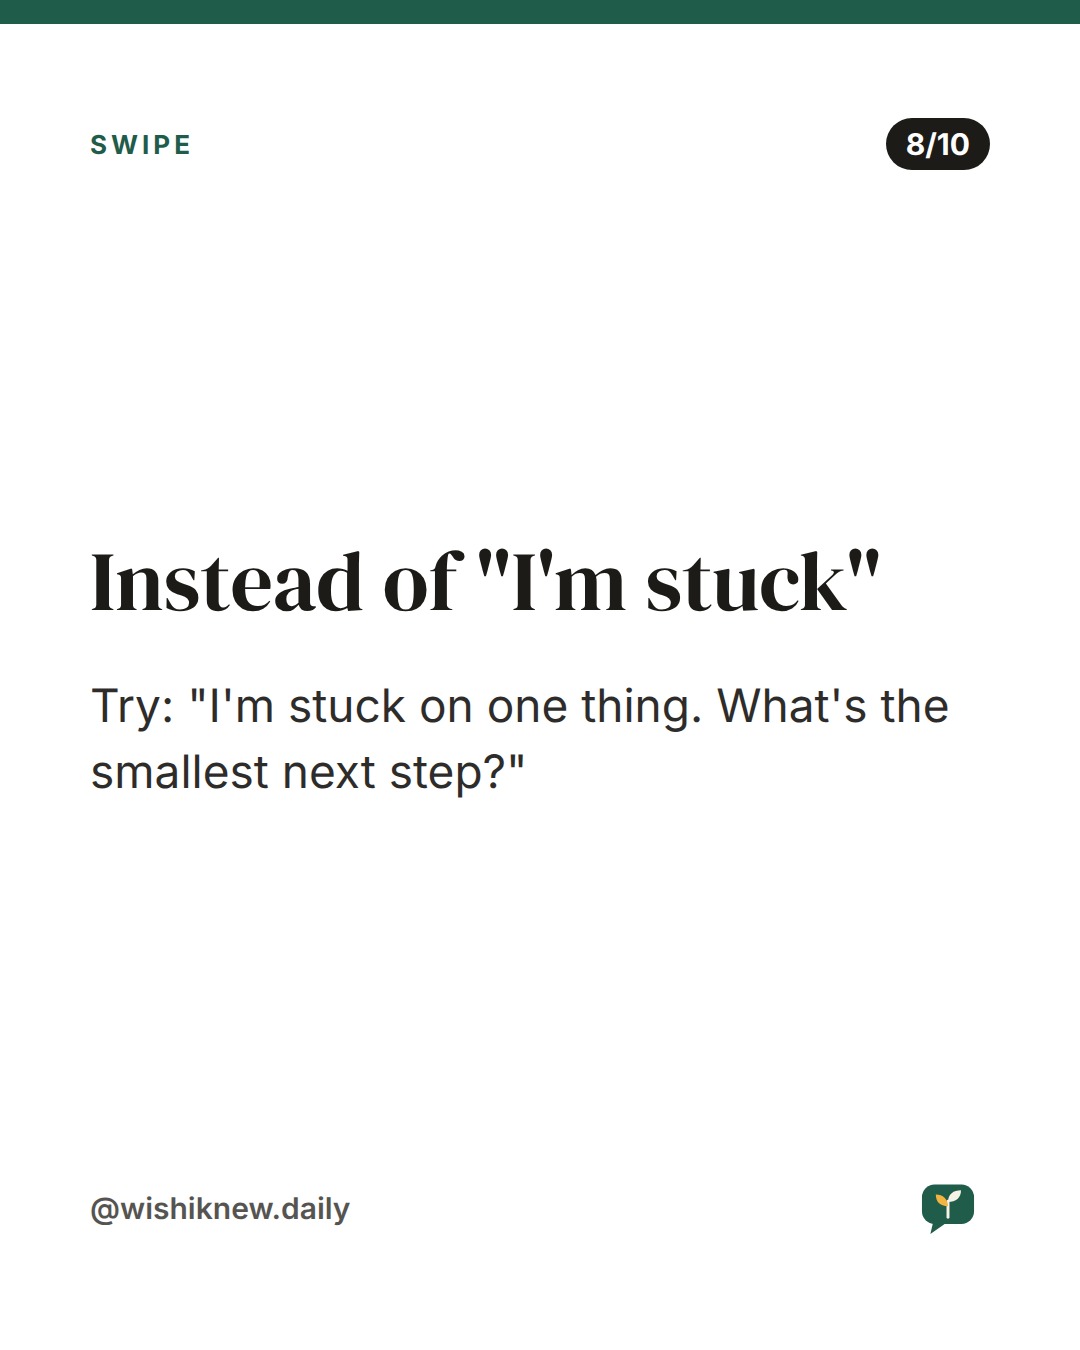 SWIPE
8/10
Instead of "I'm stuck"
Try: "I'm stuck on one thing. What's the
smallest next step?"
@wishiknew.daily